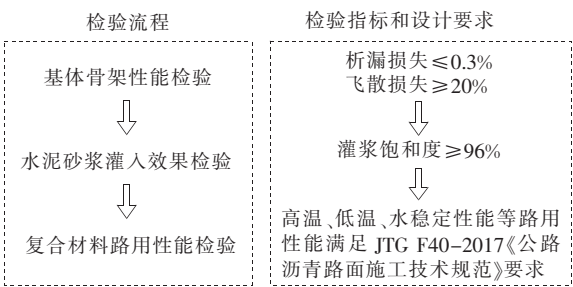 检验流程
基体骨架性能检验
水泥砂浆灌入效果检验
复合材料路用性能检验
检验指标和设计要求
析漏损失≤0.3%
飞散损失≥20%
灌浆饱和度≥96%
高温、低温、水稳定性能等路用
性能满足 JTG F40-2017《公路
沥青路面施工技术规范》要求